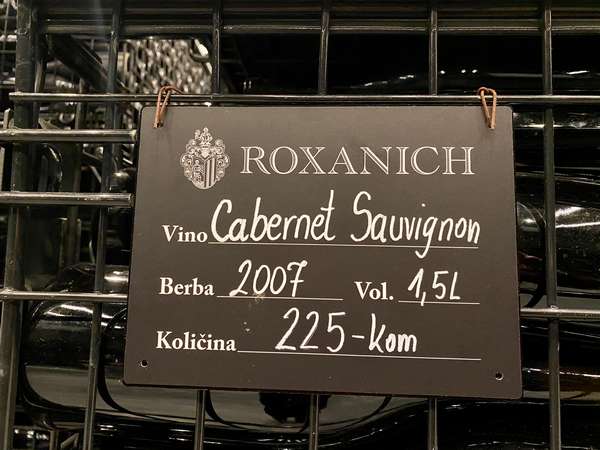 ROXANICH
Vino Cabernet Sauvignon
Berba 2007 Vol. 1,5L
Količina 225-kom